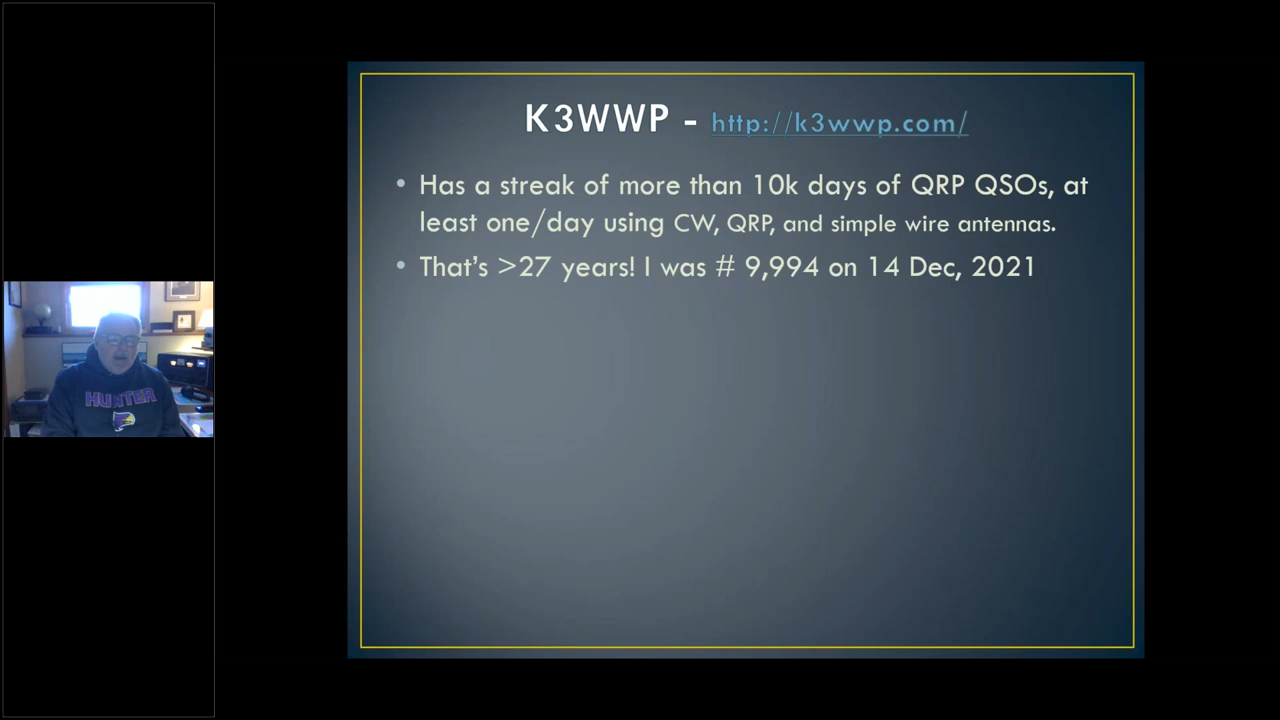 K3WWP - http://k3wwp.com/
• Has a streak of more than 10k days of QRP QSOs, at
least one/day using CW, QRP, and simple wire antennas.
• That's >27 years! I was # 9,994 on 14 Dec, 2021
HUNTER